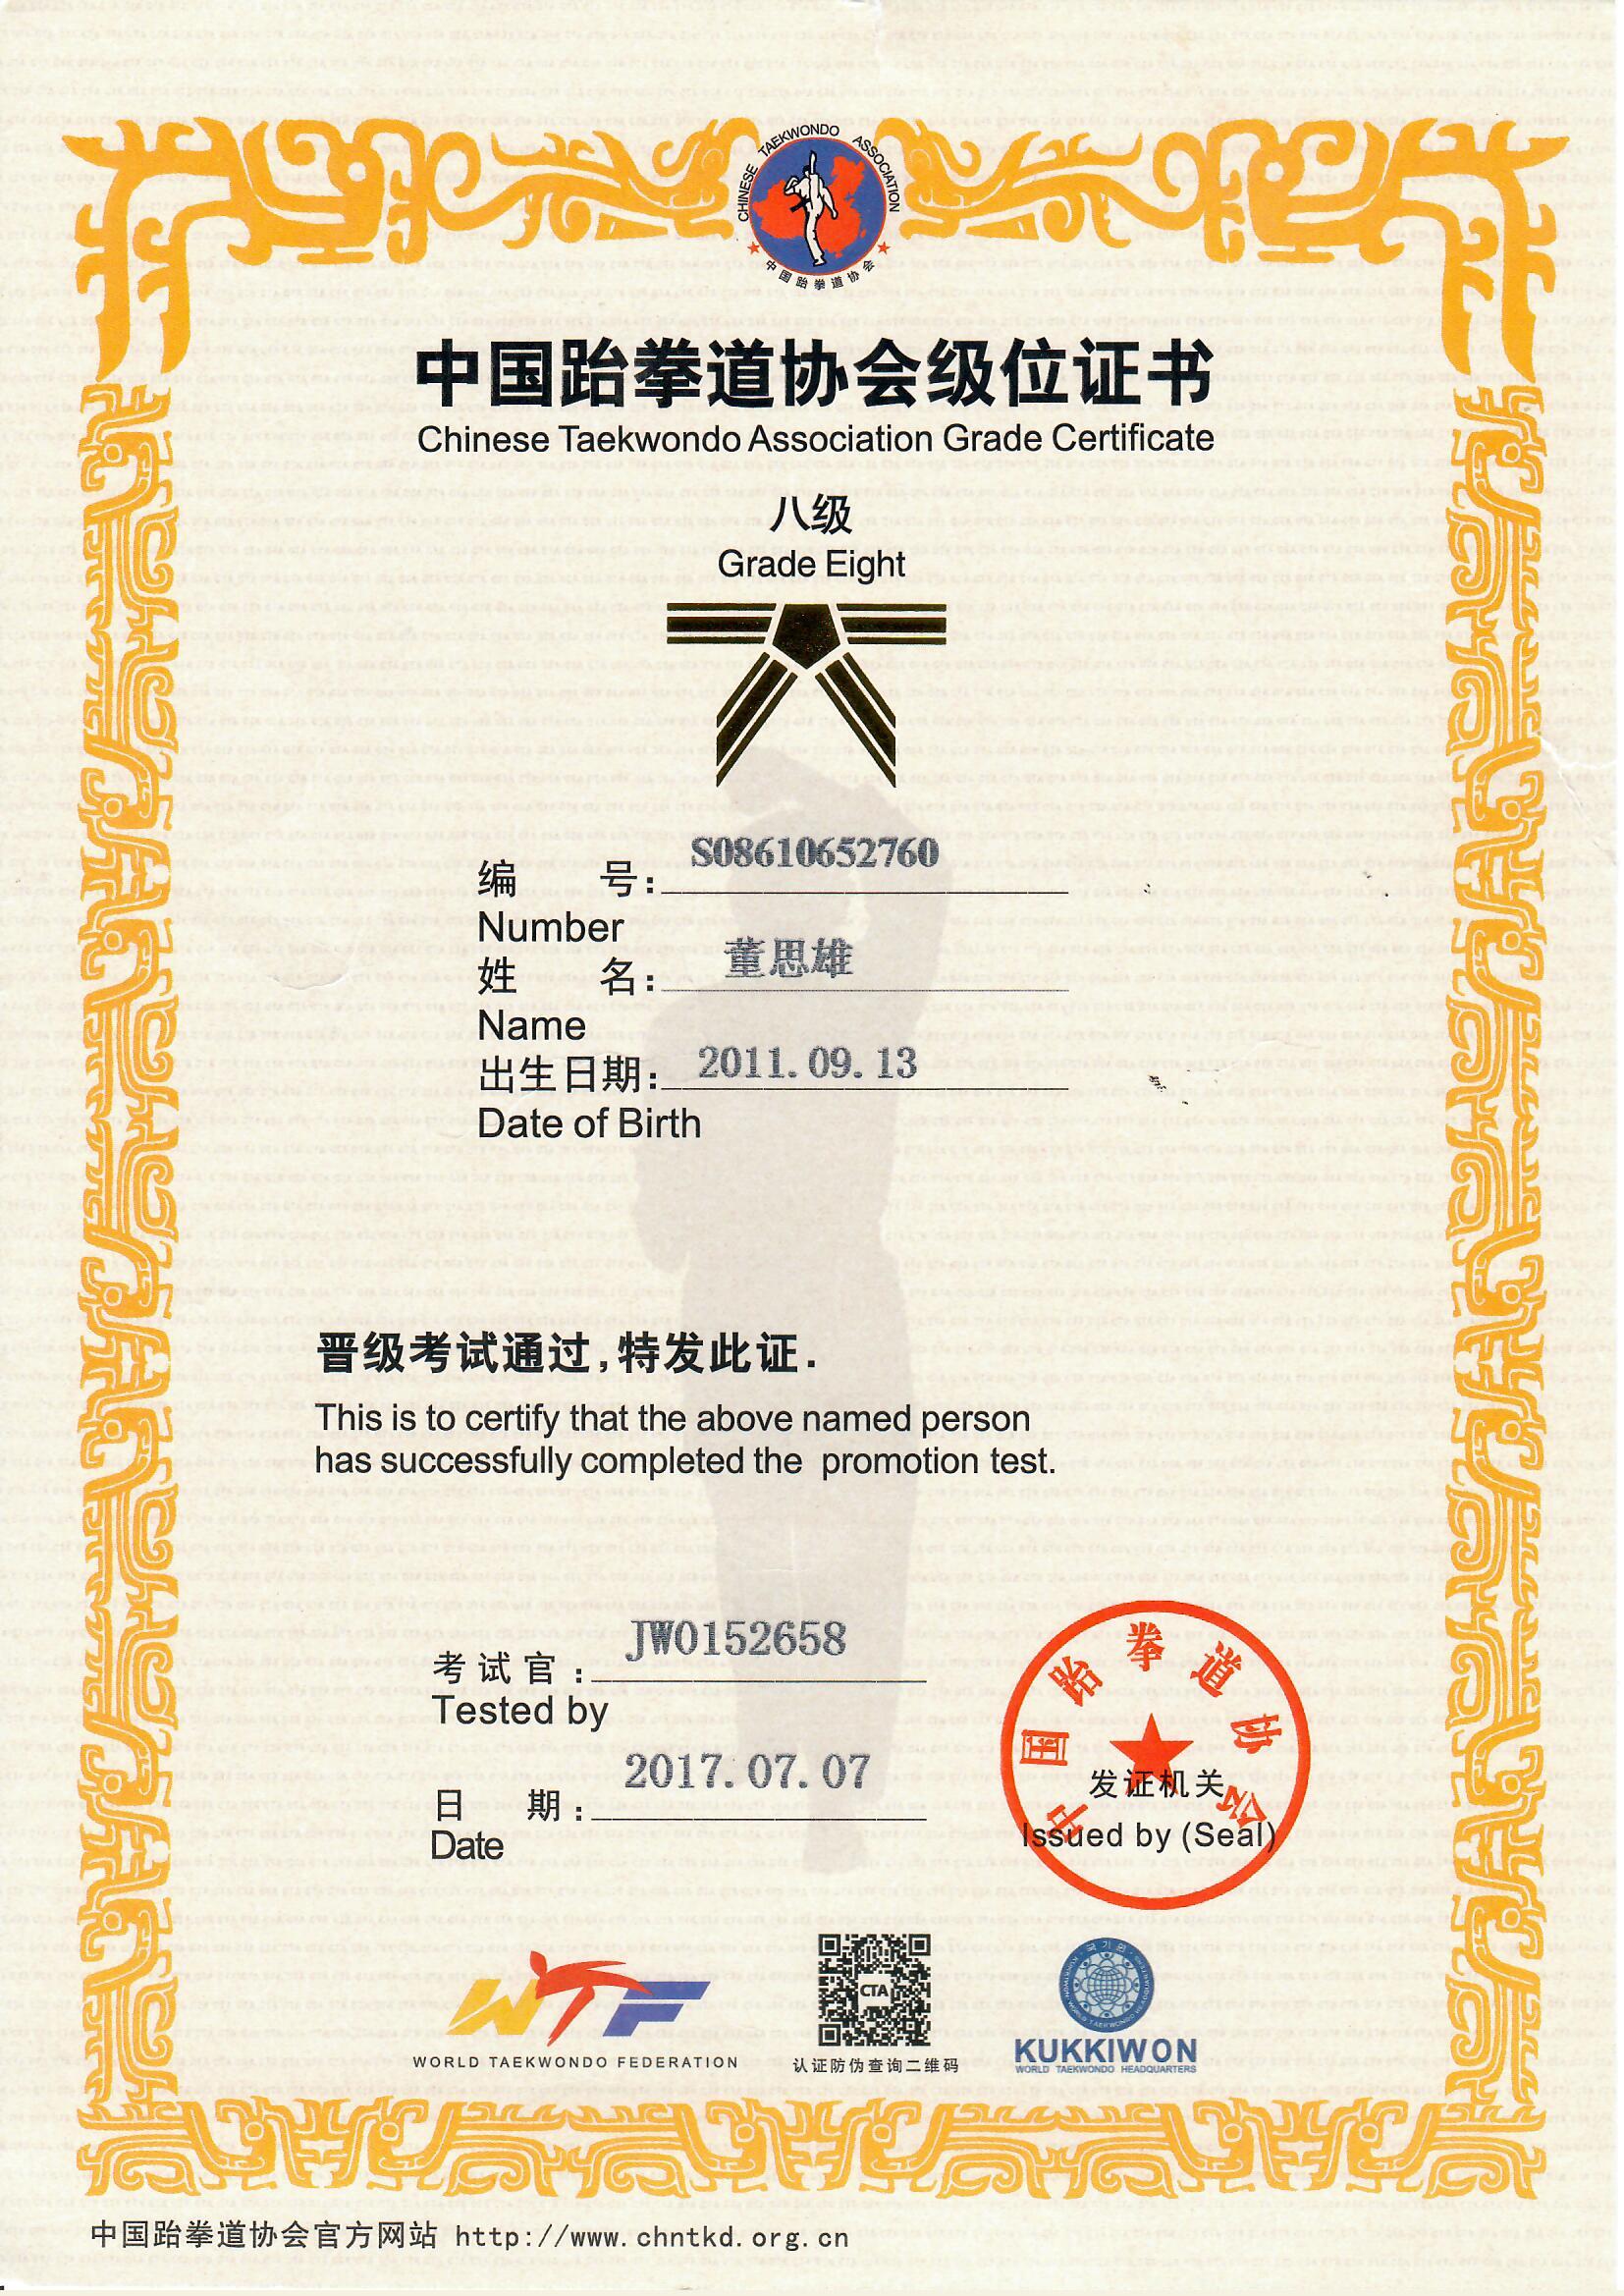 CHINESE TAEKWONDO ASSOCIATION
中国跆拳道协会
中国跆拳道协会级位证书
Chinese Taekwondo Association Grade Certificate
八级
Grade Eight
编号: S08610652760
Number
姓名: 董思雄
Name
出生日期: 2011.09.13
Date of Birth
晋级考试通过,特发此证.
This is to certify that the above named person
has successfully completed the promotion test.
考试官: JW0152658
Tested by
日期: 2017.07.07
Date
中国跆拳道协会
发证机关
Issued by (Seal)
WTF
WORLD TAEKWONDO FEDERATION
CTA
认证防伪查询二维码
KUKKIWON
WORLD TAEKWONDO HEADQUARTERS
中国跆拳道协会官方网站 http://www.chntkd.org.cn